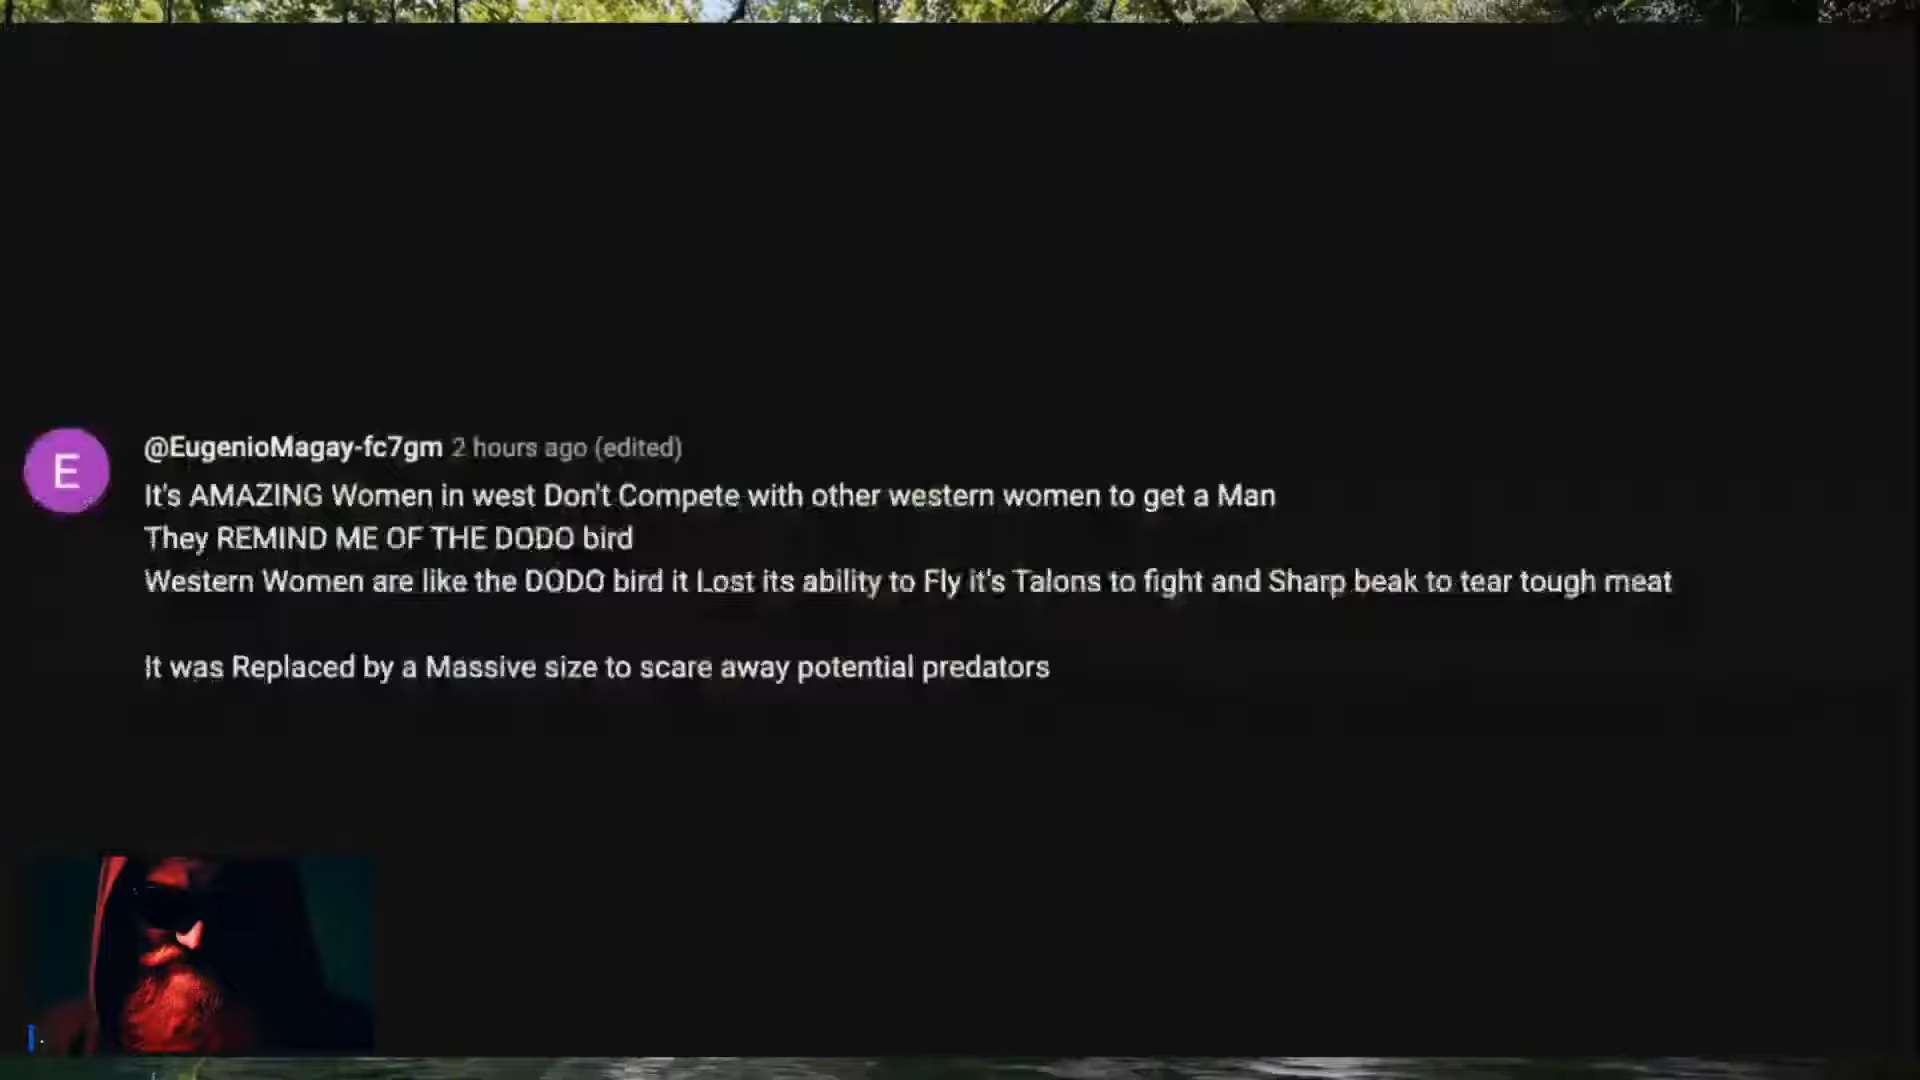 E
@EugenioMagay-fc7gm 2 hours ago (edited)
It's AMAZING Women in west Don't Compete with other western women to get a Man
They REMIND ME OF THE DODO bird
Western Women are like the DODO bird it Lost its ability to Fly it's Talons to fight and Sharp beak to tear tough meat
It was Replaced by a Massive size to scare away potential predators